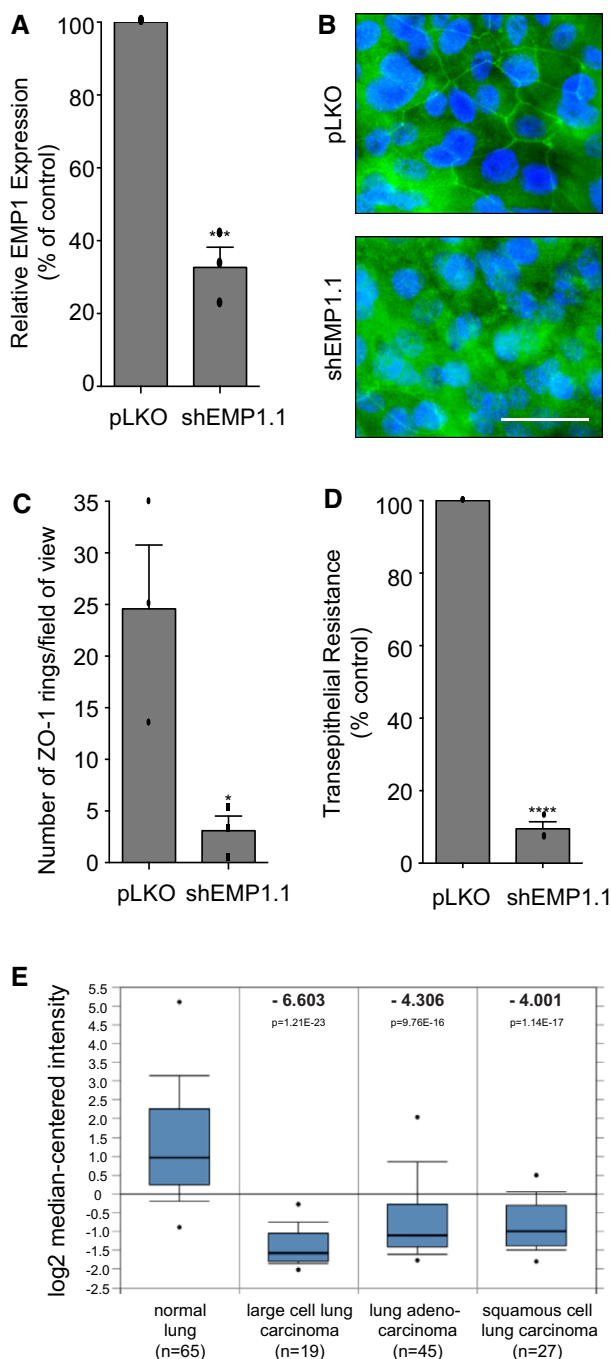 A
Relative EMP1 Expression
(% of control)
100
80
60
40
20
0
***
pLKO
shEMP1.1
B
pLKO
shEMP1.1
C
Number of ZO-1 rings/field of view
35
30
25
20
15
10
5
0
*
pLKO
shEMP1.1
D
Transepithelial Resistance
(% control)
100
80
60
40
20
0
****
pLKO
shEMP1.1
E
log2 median-centered intensity
5.5
5.0
4.5
4.0
3.5
3.0
2.5
2.0
1.5
1.0
0.5
0
-0.5
-1.0
-1.5
-2.0
-2.5
- 6.603
p=1.21E-23
- 4.306
p=9.76E-16
- 4.001
p=1.14E-17
normal
lung
(n=65)
large cell lung
carcinoma
(n=19)
lung adeno-
carcinoma
(n=45)
squamous cell
lung carcinoma
(n=27)